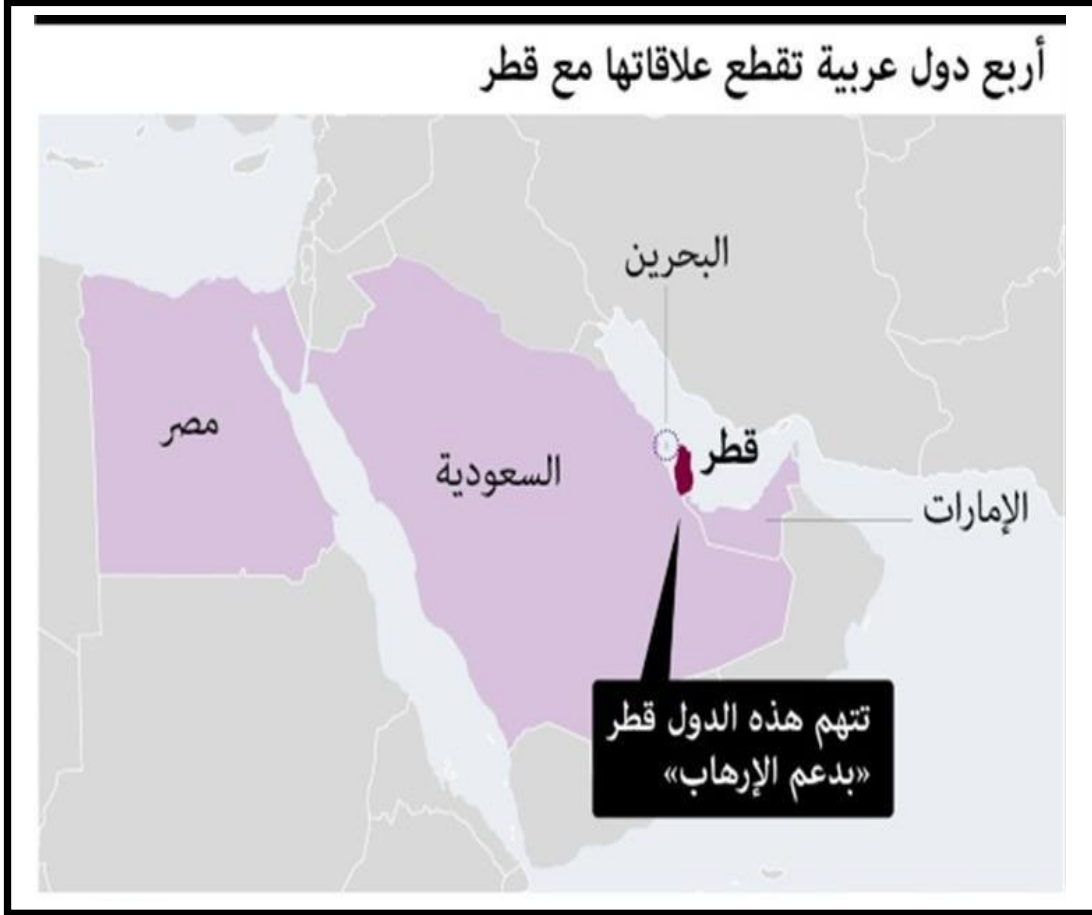 أربع دول عربية تقطع علاقاتها مع قطر
البحرين
مصر
السعودية
قطر
الإمارات
تتهم هذه الدول قطر
«بدعم الإرهاب»